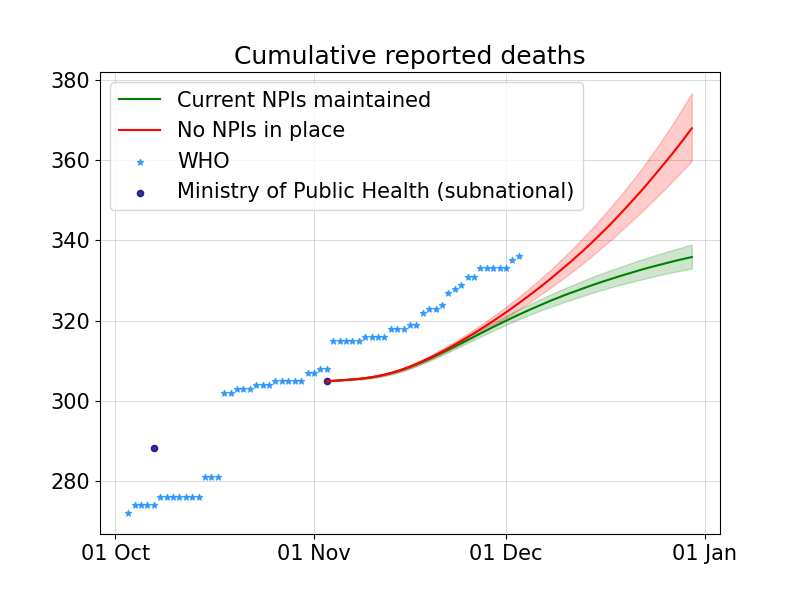 Cumulative reported deaths
380
360
340
320
300
280
Current NPIs maintained
No NPIs in place
WHO
Ministry of Public Health (subnational)
01 Oct
01 Nov
01 Dec
01 Jan